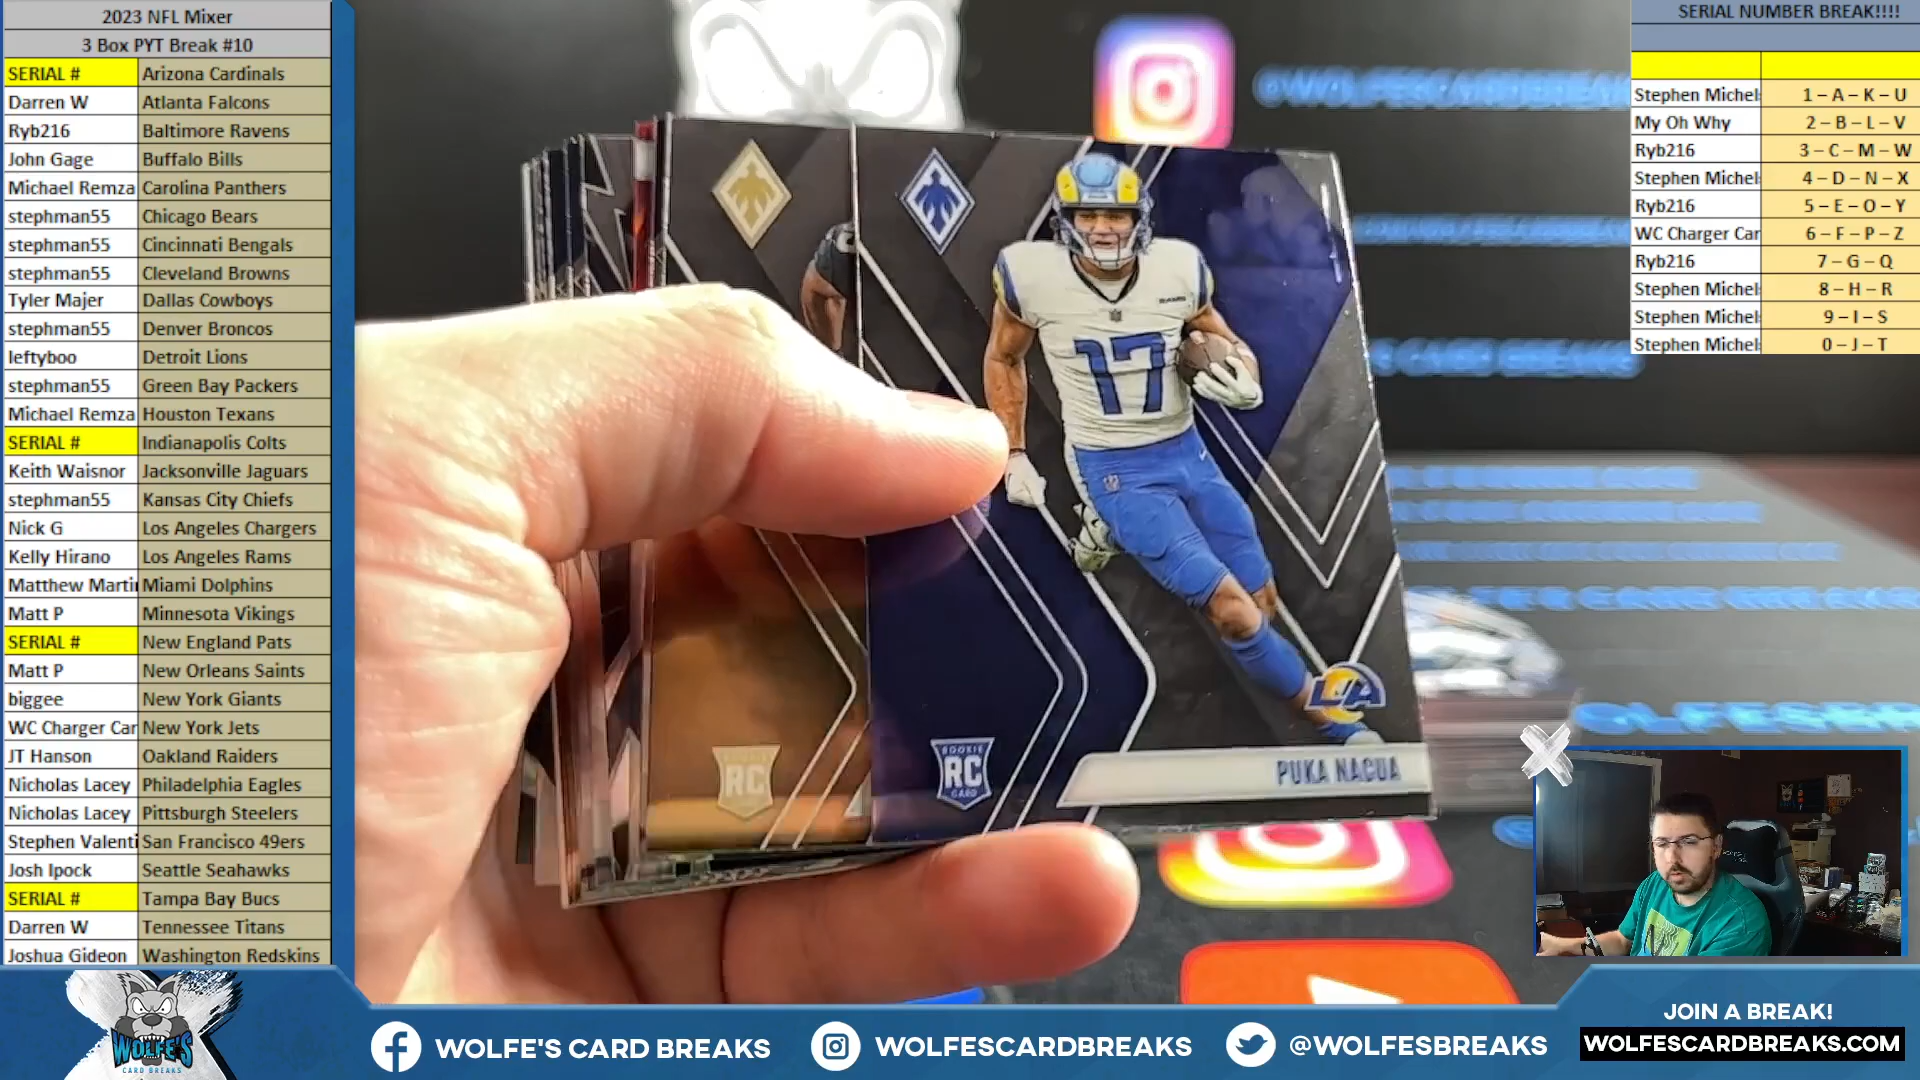 2023 NFL Mixer
3 Box PYT Break #10
SERIAL # Arizona Cardinals
Darren W Atlanta Falcons
Ryb216 Baltimore Ravens
John Gage Buffalo Bills
Michael Remza Carolina Panthers
stephman55 Chicago Bears
stephman55 Cincinnati Bengals
stephman55 Cleveland Browns
Tyler Majer Dallas Cowboys
stephman55 Denver Broncos
leftyboo Detroit Lions
stephman55 Green Bay Packers
Michael Remza Houston Texans
SERIAL # Indianapolis Colts
Keith Waisnor Jacksonville Jaguars
stephman55 Kansas City Chiefs
Nick G Los Angeles Chargers
Kelly Hirano Los Angeles Rams
Matthew Marti Miami Dolphins
Matt P Minnesota Vikings
SERIAL # New England Pats
Matt P New Orleans Saints
biggee New York Giants
WC Charger Car New York Jets
JT Hanson Oakland Raiders
Nicholas Lacey Philadelphia Eagles
Nicholas Lacey Pittsburgh Steelers
Stephen Valenti San Francisco 49ers
Josh Ipock Seattle Seahawks
SERIAL # Tampa Bay Bucs
Darren W Tennessee Titans
Joshua Gideon Washington Redskins
SERIAL NUMBER BREAK!!!!
Stephen Michel 1 – A – K – U
My Oh Why 2 – B – L – V
Ryb216 3 – C – M – W
Stephen Michel 4 – D – N – X
Ryb216 5 – E – O – Y
WC Charger Car 6 – F – P – Z
Ryb216 7 – G – Q
Stephen Michel 8 – H – R
Stephen Michel 9 – I – S
Stephen Michel 0 – J – T
@WOLFESCARDBREAK
17
LA
ROOKIE
RC
CARD
RC
PUKA NACUA
WOLFE'S
CARD BREAKS
WOLFE'S CARD BREAKS
WOLFESCARDBREAKS
@WOLFESBREAKS
JOIN A BREAK!
WOLFESCARDBREAKS.COM